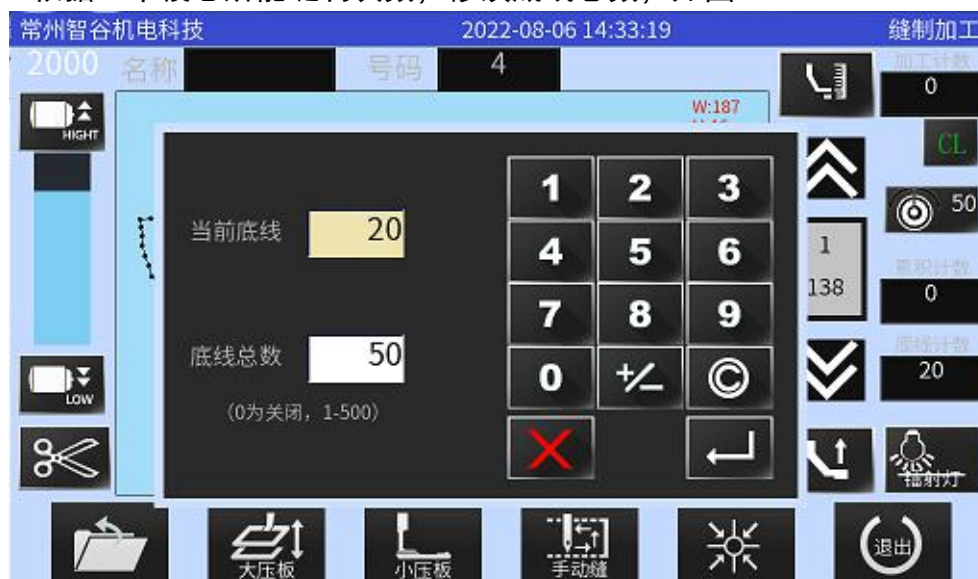 常州智谷机电科技 2022-08-06 14:33:19 缝制加工
2000 名称 号码 4 加工计数
0
W:187
HIGHT
CL
1 2 3
50
当前底线 20
4 5 6
1
138
累积计数
0
7 8 9
底线总数 50
底线计数
20
0 +/− ©
LOW
(0为关闭，1-500)
镭射灯
大压板 小压板 手动缝 退出